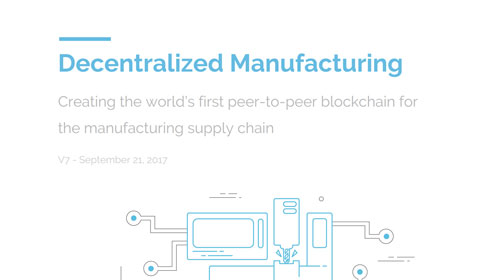 Decentralized Manufacturing
Creating the world's first peer-to-peer blockchain for
the manufacturing supply chain
V7 - September 21, 2017